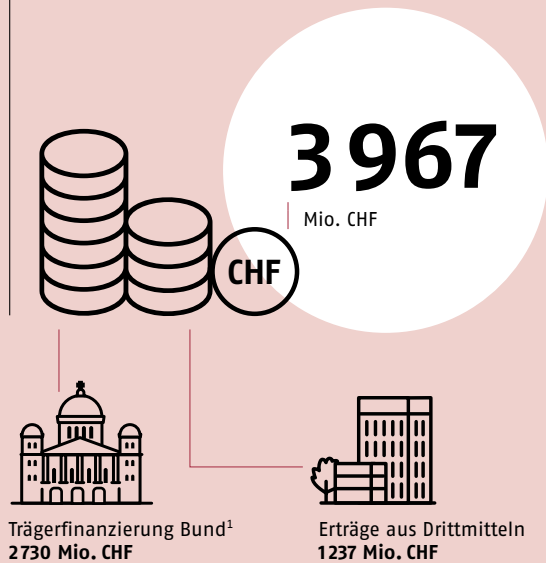 3 967
Mio. CHF
CHF
Trägerfinanzierung Bund¹
2730 Mio. CHF
Erträge aus Drittmitteln
1237 Mio. CHF